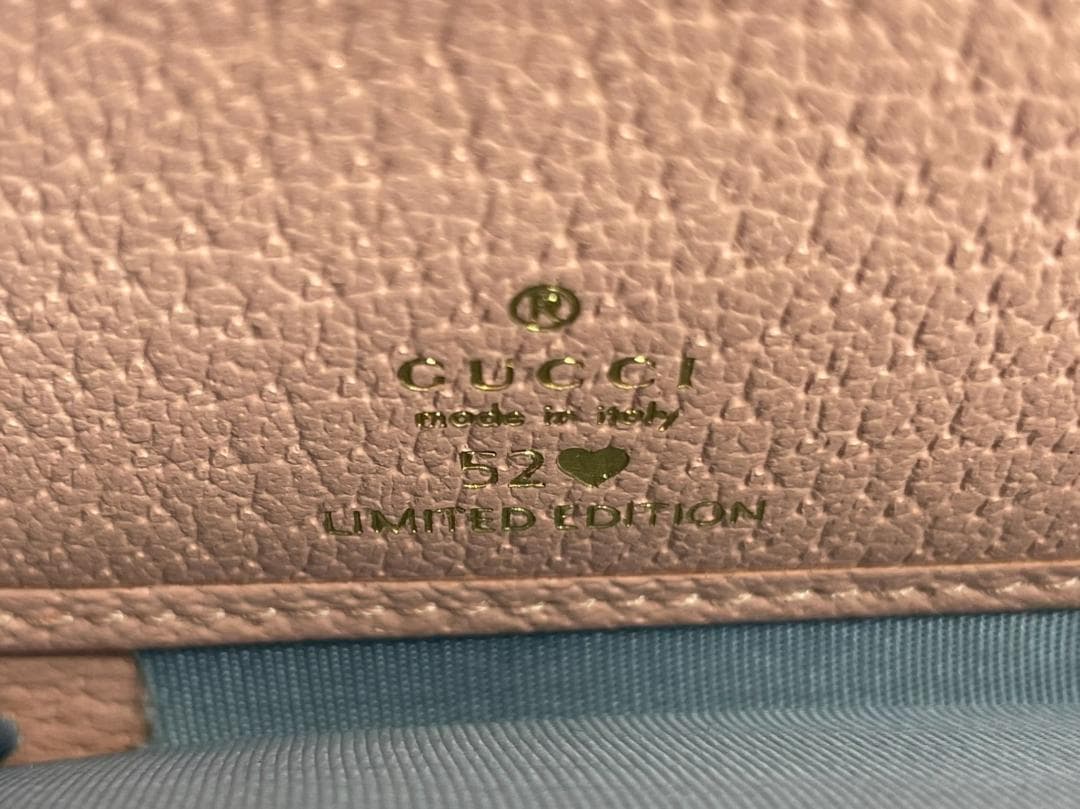 ®
GUCCI
made in italy
52♥
LIMITED EDITION